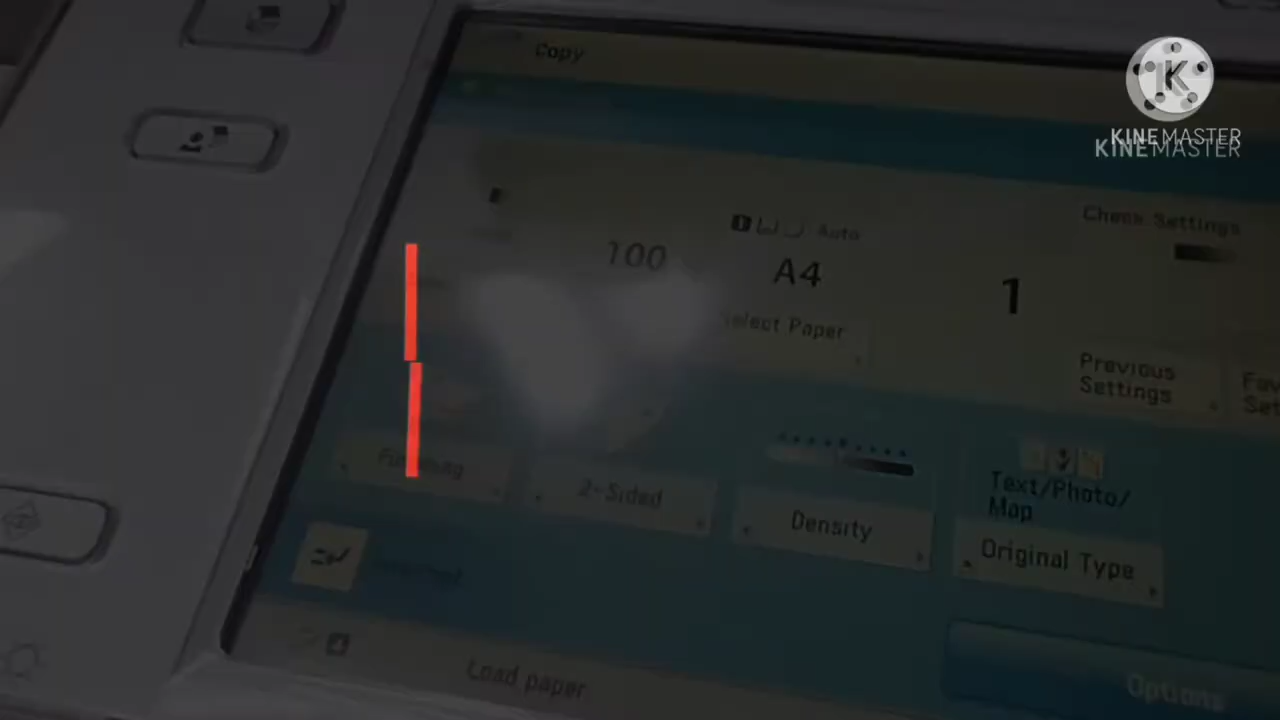 Copy
KINEMASTER
KINEMASTER
Check Settings
Auto
100
A4
1
Select Paper
Previous
Settings
Text/Photo/
Map
2-Sided
Density
Original Type
Load paper
Options